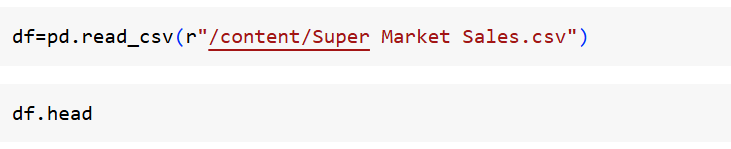 df=pd.read_csv(r"/content/Super Market Sales.csv")
df.head